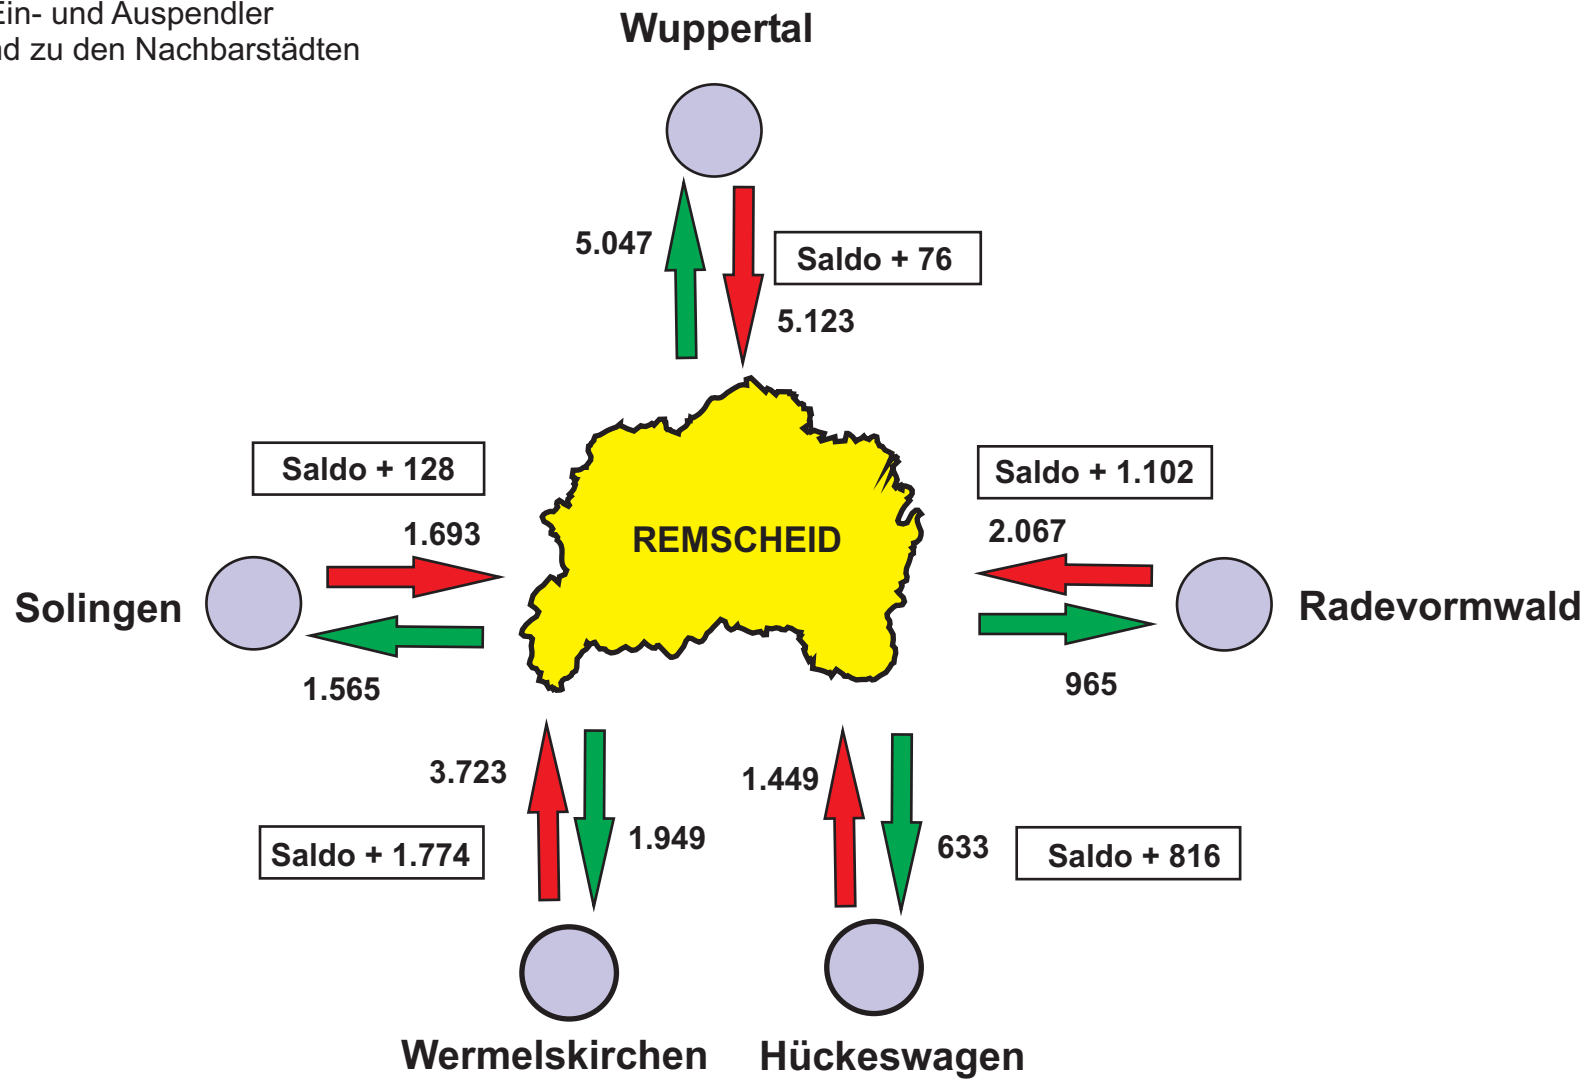 Ein- und Auspendler
zu den Nachbarstädten
Wuppertal
5.047
Saldo + 76
5.123
Saldo + 128
1.693
Saldo + 1.102
2.067
REMSCHEID
Solingen
Radevormwald
1.565
965
3.723
1.949
Saldo + 1.774
1.449
633
Saldo + 816
Wermelskirchen
Hückeswagen